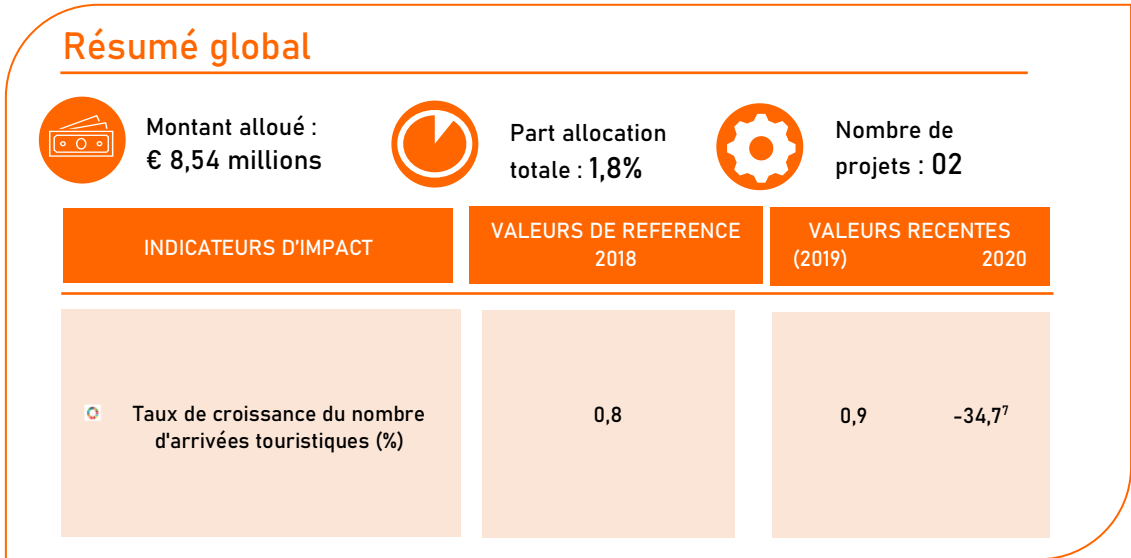 Résumé global
Montant alloué :
€ 8,54 millions
Part allocation
totale : 1,8%
Nombre de
projets : 02
INDICATEURS D'IMPACT
VALEURS DE REFERENCE
2018
VALEURS RECENTES
(2019) 2020
Taux de croissance du nombre
d'arrivées touristiques (%)
0,8
0,9 -34,7⁷